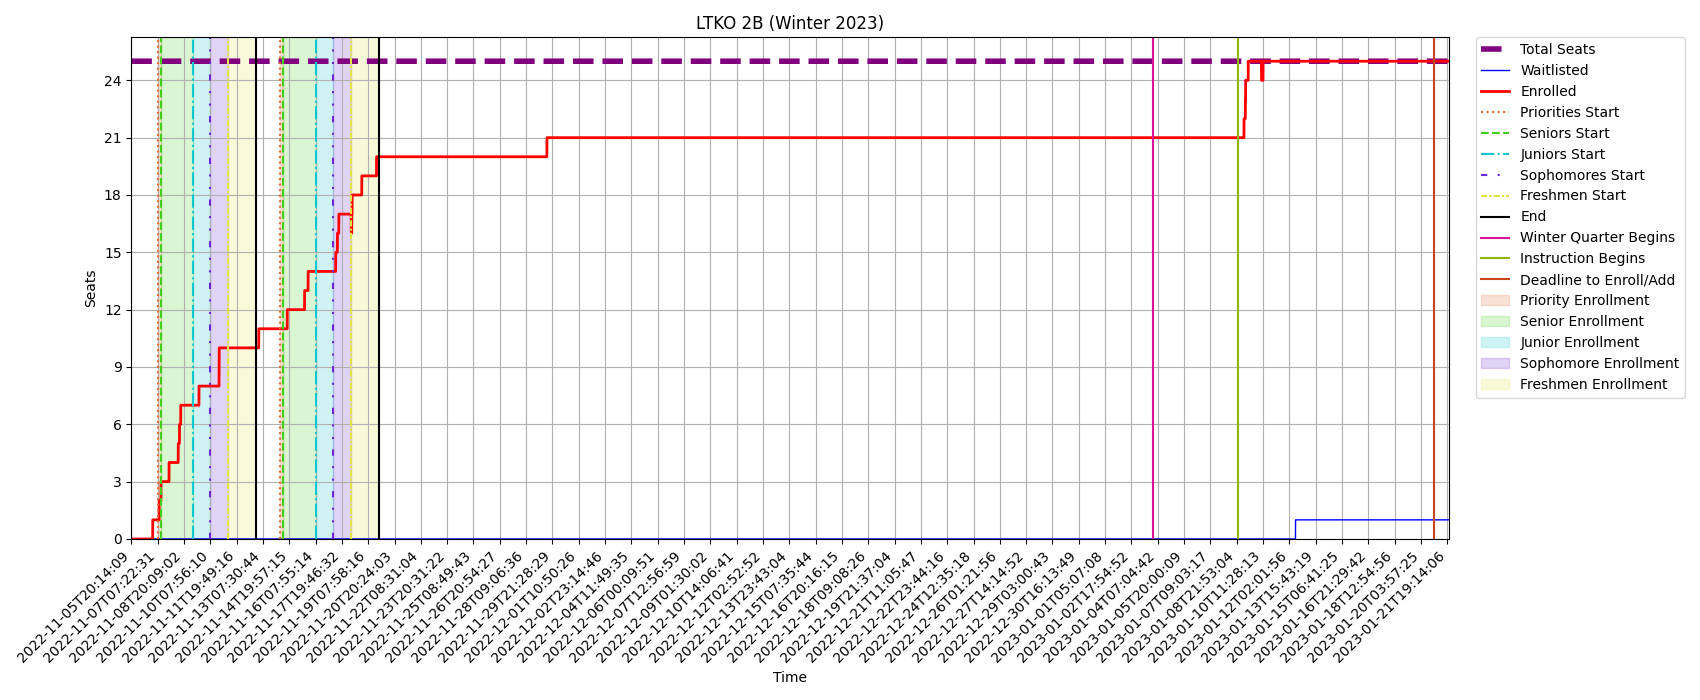 LTKO 2B (Winter 2023)
Seats
24
21
18
15
12
9
6
3
0
2022-11-05T20:14:09
2022-11-07T07:22:31
2022-11-08T20:09:02
2022-11-10T07:56:10
2022-11-11T19:49:16
2022-11-13T07:30:44
2022-11-14T19:57:15
2022-11-16T07:55:14
2022-11-17T19:46:32
2022-11-19T07:58:16
2022-11-20T20:24:03
2022-11-22T08:31:04
2022-11-23T20:31:22
2022-11-25T08:49:43
2022-11-26T20:54:27
2022-11-28T09:06:36
2022-11-29T21:28:29
2022-12-01T10:50:26
2022-12-02T23:14:46
2022-12-04T11:49:35
2022-12-06T00:09:51
2022-12-07T12:56:59
2022-12-09T01:30:02
2022-12-10T14:06:41
2022-12-12T02:52:52
2022-12-13T23:43:04
2022-12-15T07:35:44
2022-12-16T20:16:15
2022-12-18T09:08:26
2022-12-19T21:37:04
2022-12-21T11:05:47
2022-12-22T23:44:16
2022-12-24T12:35:18
2022-12-26T01:21:56
2022-12-27T14:14:52
2022-12-29T03:00:43
2022-12-30T16:13:49
2023-01-01T05:07:08
2023-01-02T17:54:52
2023-01-04T07:04:42
2023-01-05T20:00:09
2023-01-07T09:03:17
2023-01-08T21:53:04
2023-01-10T11:28:13
2023-01-12T02:01:56
2023-01-13T15:43:19
2023-01-15T06:41:25
2023-01-16T21:29:42
2023-01-18T12:54:56
2023-01-20T03:57:25
2023-01-21T19:14:06
Time
Total Seats
Waitlisted
Enrolled
Priorities Start
Seniors Start
Juniors Start
Sophomores Start
Freshmen Start
End
Winter Quarter Begins
Instruction Begins
Deadline to Enroll/Add
Priority Enrollment
Senior Enrollment
Junior Enrollment
Sophomore Enrollment
Freshmen Enrollment